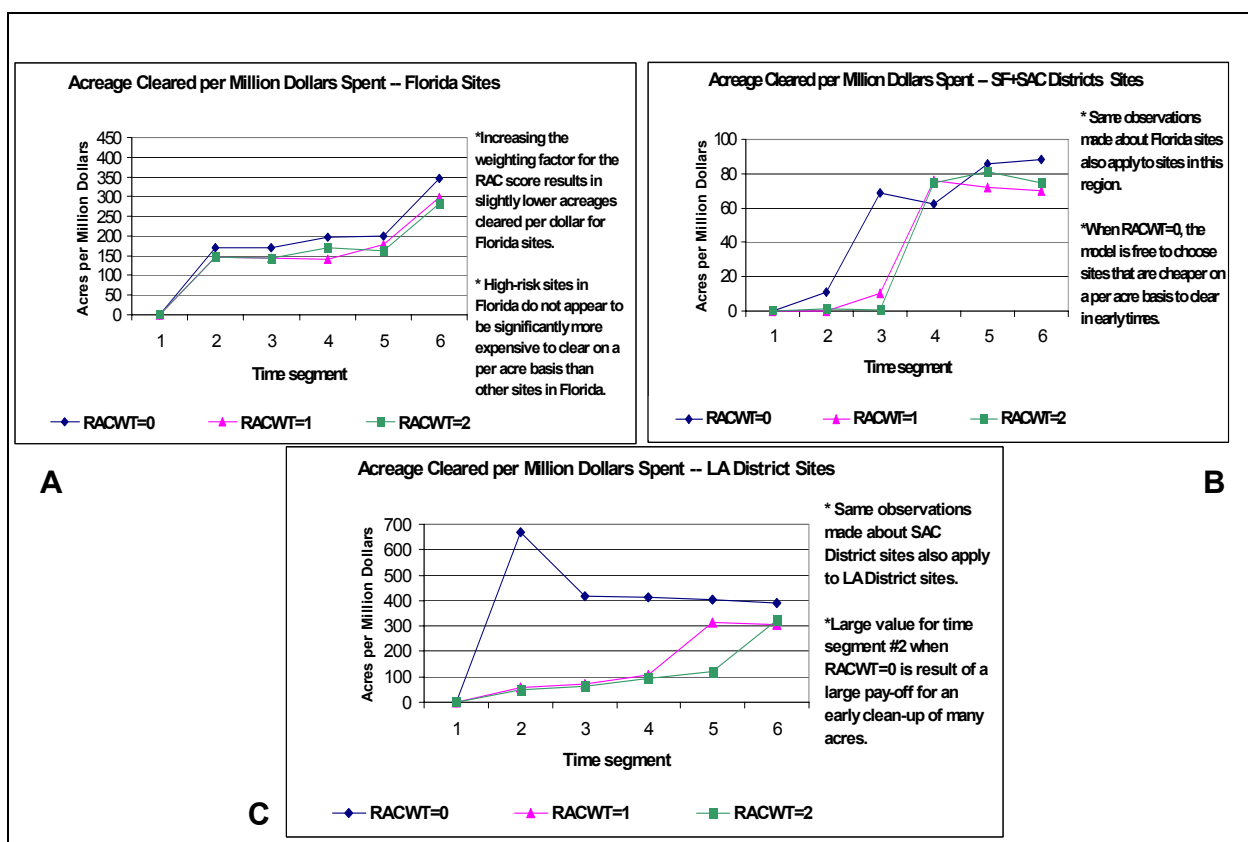 Acreage Cleared per Million Dollars Spent -- Florida Sites
Acres per Million Dollars
450
400
350
300
250
200
150
100
50
0
1 2 3 4 5 6
Time segment
*Increasing the
weighting factor for the
RAC score results in
slightly lower acreages
cleared per dollar for
Florida sites.
* High-risk sites in
Florida do not appear to
be significantly more
expensive to clear on a
per acre basis than
other sites in Florida.
RACWT=0 RACWT=1 RACWT=2
A
Acreage Cleared per Million Dollars Spent -- SF+SAC Districts Sites
Acres per Million Dollars
100
80
60
40
20
0
1 2 3 4 5 6
Time segment
* Same observations
made about Florida sites
also apply to sites in this
region.
*When RACWT=0, the
model is free to choose
sites that are cheaper on
a per acre basis to clear
in early times.
RACWT=0 RACWT=1 RACWT=2
B
Acreage Cleared per Million Dollars Spent -- LA District Sites
Acres per Million Dollars
700
600
500
400
300
200
100
0
1 2 3 4 5 6
Time segment
* Same observations
made about SAC
District sites also apply
to LA District sites.
*Large value for time
segment #2 when
RACWT=0 is result of a
large pay-off for an
early clean-up of many
acres.
RACWT=0 RACWT=1 RACWT=2
C